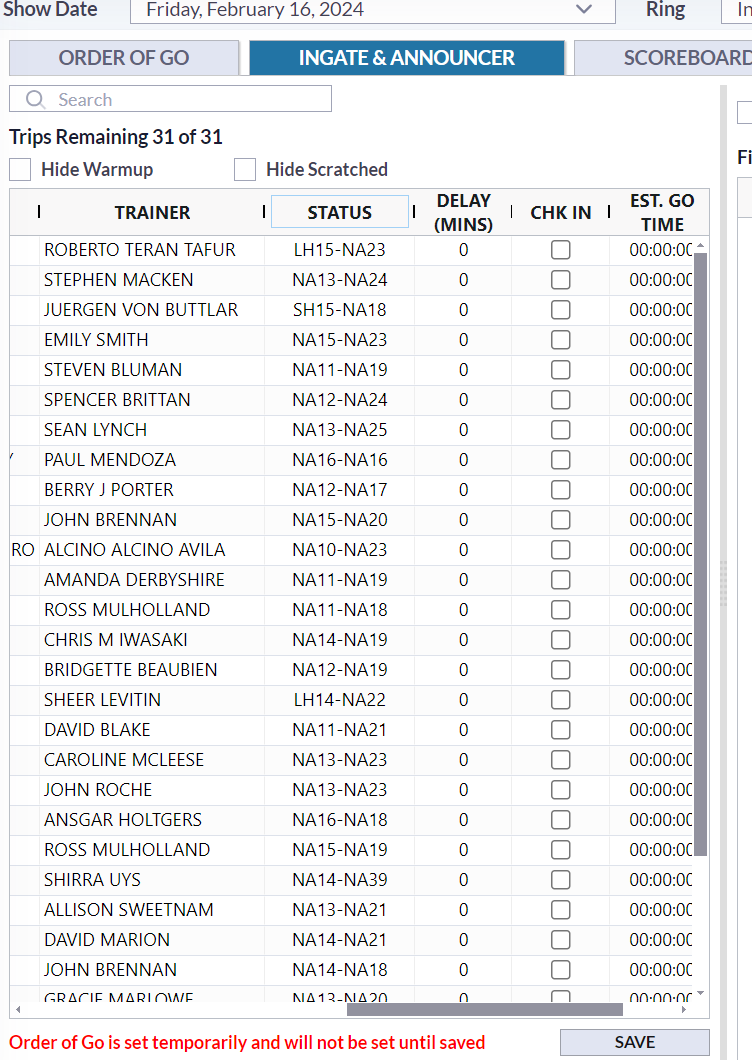 Show Date Friday, February 16, 2024 Ring In
ORDER OF GO INGATE & ANNOUNCER SCOREBOARD
Search
Trips Remaining 31 of 31
Hide Warmup Hide Scratched
Fi
TRAINER STATUS DELAY (MINS) CHK IN EST. GO TIME
ROBERTO TERAN TAFUR LH15-NA23 0 00:00:00
STEPHEN MACKEN NA13-NA24 0 00:00:00
JUERGEN VON BUTTLAR SH15-NA18 0 00:00:00
EMILY SMITH NA15-NA23 0 00:00:00
STEVEN BLUMAN NA11-NA19 0 00:00:00
SPENCER BRITTAN NA12-NA24 0 00:00:00
SEAN LYNCH NA13-NA25 0 00:00:00
PAUL MENDOZA NA16-NA16 0 00:00:00
BERRY J PORTER NA12-NA17 0 00:00:00
JOHN BRENNAN NA15-NA20 0 00:00:00
RO ALCINO ALCINO AVILA NA10-NA23 0 00:00:00
AMANDA DERBYSHIRE NA11-NA19 0 00:00:00
ROSS MULHOLLAND NA11-NA18 0 00:00:00
CHRIS M IWASAKI NA14-NA19 0 00:00:00
BRIDGETTE BEAUBIEN NA12-NA19 0 00:00:00
SHEER LEVITIN LH14-NA22 0 00:00:00
DAVID BLAKE NA11-NA21 0 00:00:00
CAROLINE MCLEESE NA13-NA23 0 00:00:00
JOHN ROCHE NA13-NA23 0 00:00:00
ANSGAR HOLTGERS NA16-NA18 0 00:00:00
ROSS MULHOLLAND NA15-NA19 0 00:00:00
SHIRRA UYS NA14-NA39 0 00:00:00
ALLISON SWEETNAM NA13-NA21 0 00:00:00
DAVID MARION NA14-NA21 0 00:00:00
JOHN BRENNAN NA14-NA18 0 00:00:00
GRACIE MARLOWE NA13-NA20 0 00:00:00
Order of Go is set temporarily and will not be set until saved SAVE